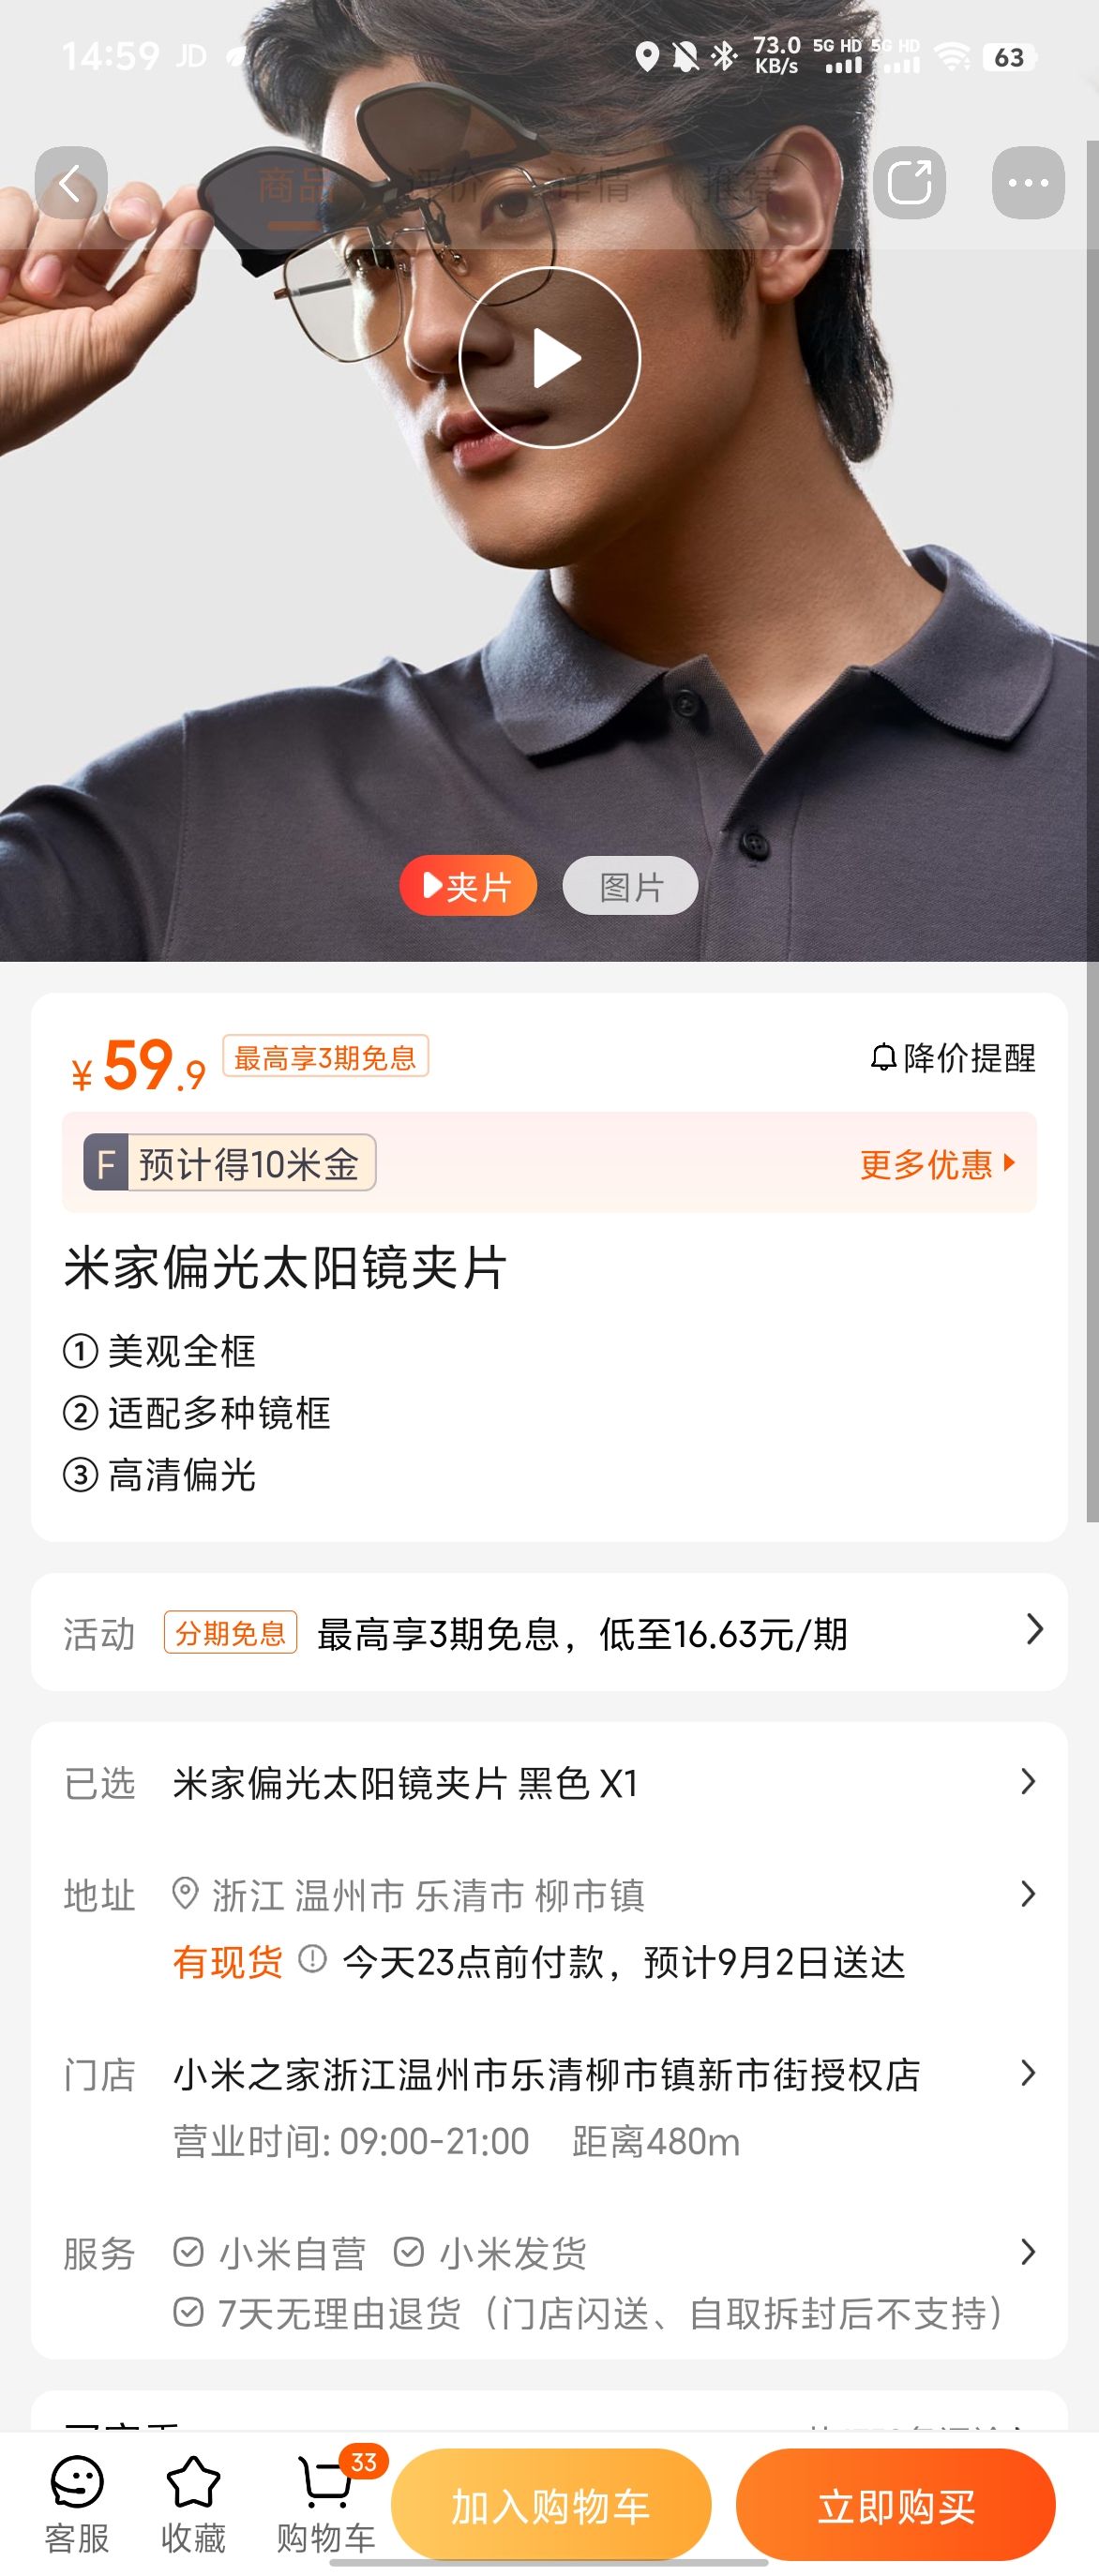 14:59 JD 73.0 KB/s 5G HD 5G HD 63
商品 评价 详情 推荐
夹片 图片
¥59.9 最高享3期免息 降价提醒
F 预计得10米金 更多优惠
米家偏光太阳镜夹片
① 美观全框
② 适配多种镜框
③ 高清偏光
活动 分期免息 最高享3期免息，低至16.63元/期
已选 米家偏光太阳镜夹片 黑色 X1
地址 浙江 温州市 乐清市 柳市镇
有现货 今天23点前付款，预计9月2日送达
门店 小米之家浙江温州市乐清柳市镇新市街授权店
营业时间: 09:00-21:00 距离480m
服务 小米自营 小米发货
7天无理由退货（门店闪送、自取拆封后不支持）
33
客服 收藏 购物车 加入购物车 立即购买